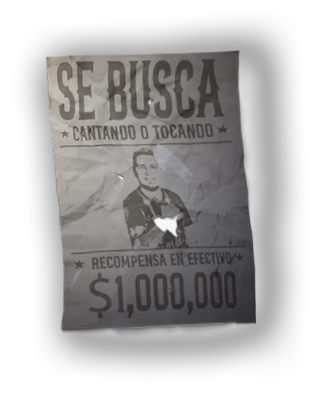 SE BUSCA
★ CANTANDO O TOCANDO ★
★ RECOMPENSA EN EFECTIVO ★
$1,000,000